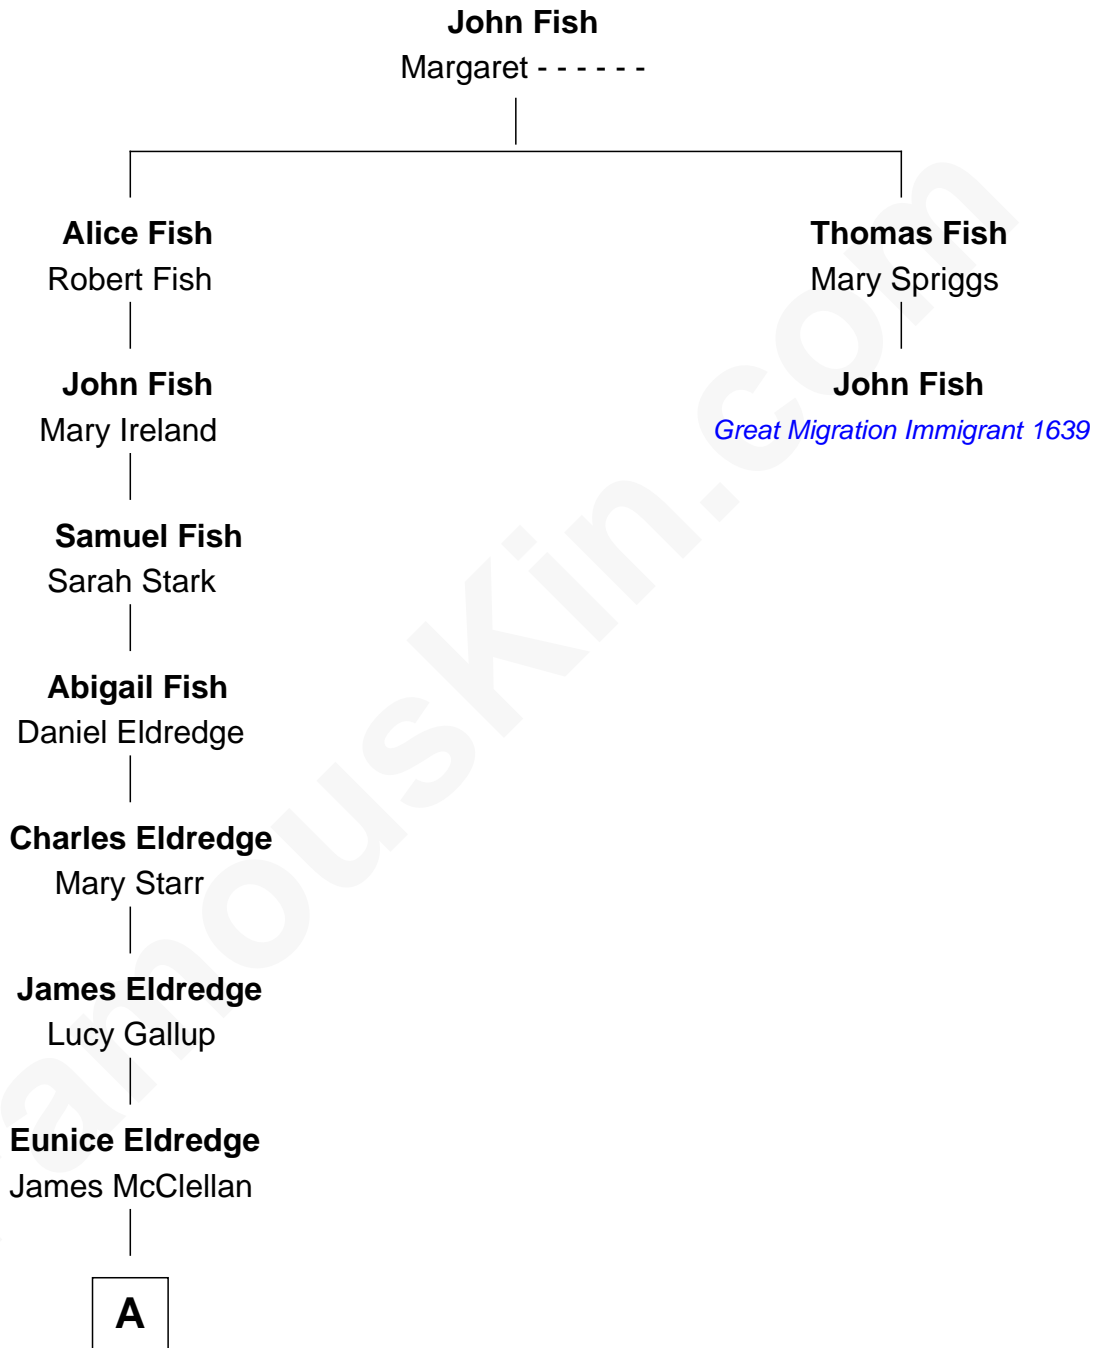 John Fish
Margaret - - - - - -
Alice Fish
Robert Fish
Thomas Fish
Mary Spriggs
John Fish
Mary Ireland
John Fish
Great Migration Immigrant 1639
Samuel Fish
Sarah Stark
Abigail Fish
Daniel Eldredge
Charles Eldredge
Mary Starr
James Eldredge
Lucy Gallup
Eunice Eldredge
James McClellan
A
amouskin.com